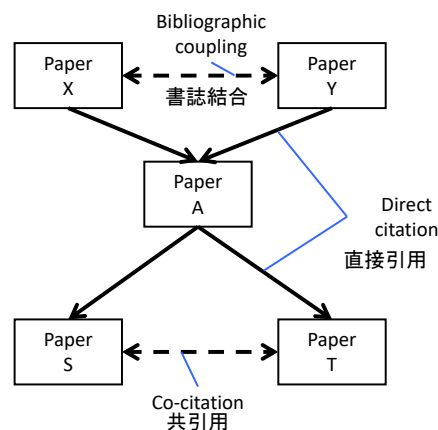 Bibliographic
coupling
Paper
X
Paper
Y
書誌結合
Paper
A
Direct
citation
直接引用
Paper
S
Paper
T
Co-citation
共引用